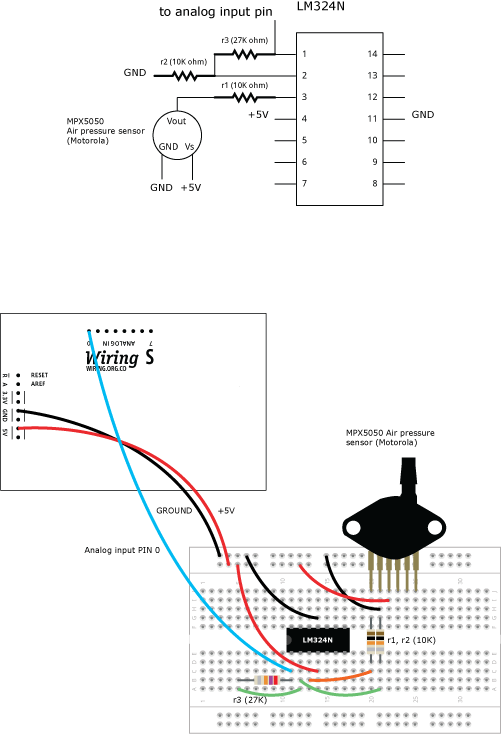 to analog input pin
LM324N
r3 (27K ohm)
r2 (10K ohm)
GND
r1 (10K ohm)
+5V
MPX5050
Air pressure sensor
(Motorola)
Vout
GND Vs
GND +5V
1 14
2 13
3 12
4 11
GND
5 10
6 9
7 8
0 ANALOG IN 7
Wiring S
WIRING.ORG.CO
RESET
AREF
R
A
3.3V
GND
5V
MPX5050 Air pressure
sensor (Motorola)
GROUND +5V
Analog input PIN 0
LM324N
r1, r2 (10K)
r3 (27K)